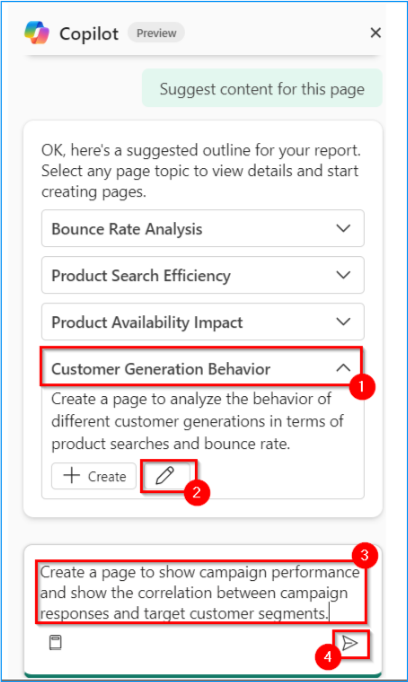 Copilot Preview
Suggest content for this page
OK, here's a suggested outline for your report.
Select any page topic to view details and start
creating pages.
Bounce Rate Analysis
Product Search Efficiency
Product Availability Impact
Customer Generation Behavior
1
Create a page to analyze the behavior of
different customer generations in terms of
product searches and bounce rate.
+ Create
2
3
Create a page to show campaign performance
and show the correlation between campaign
responses and target customer segments.
4